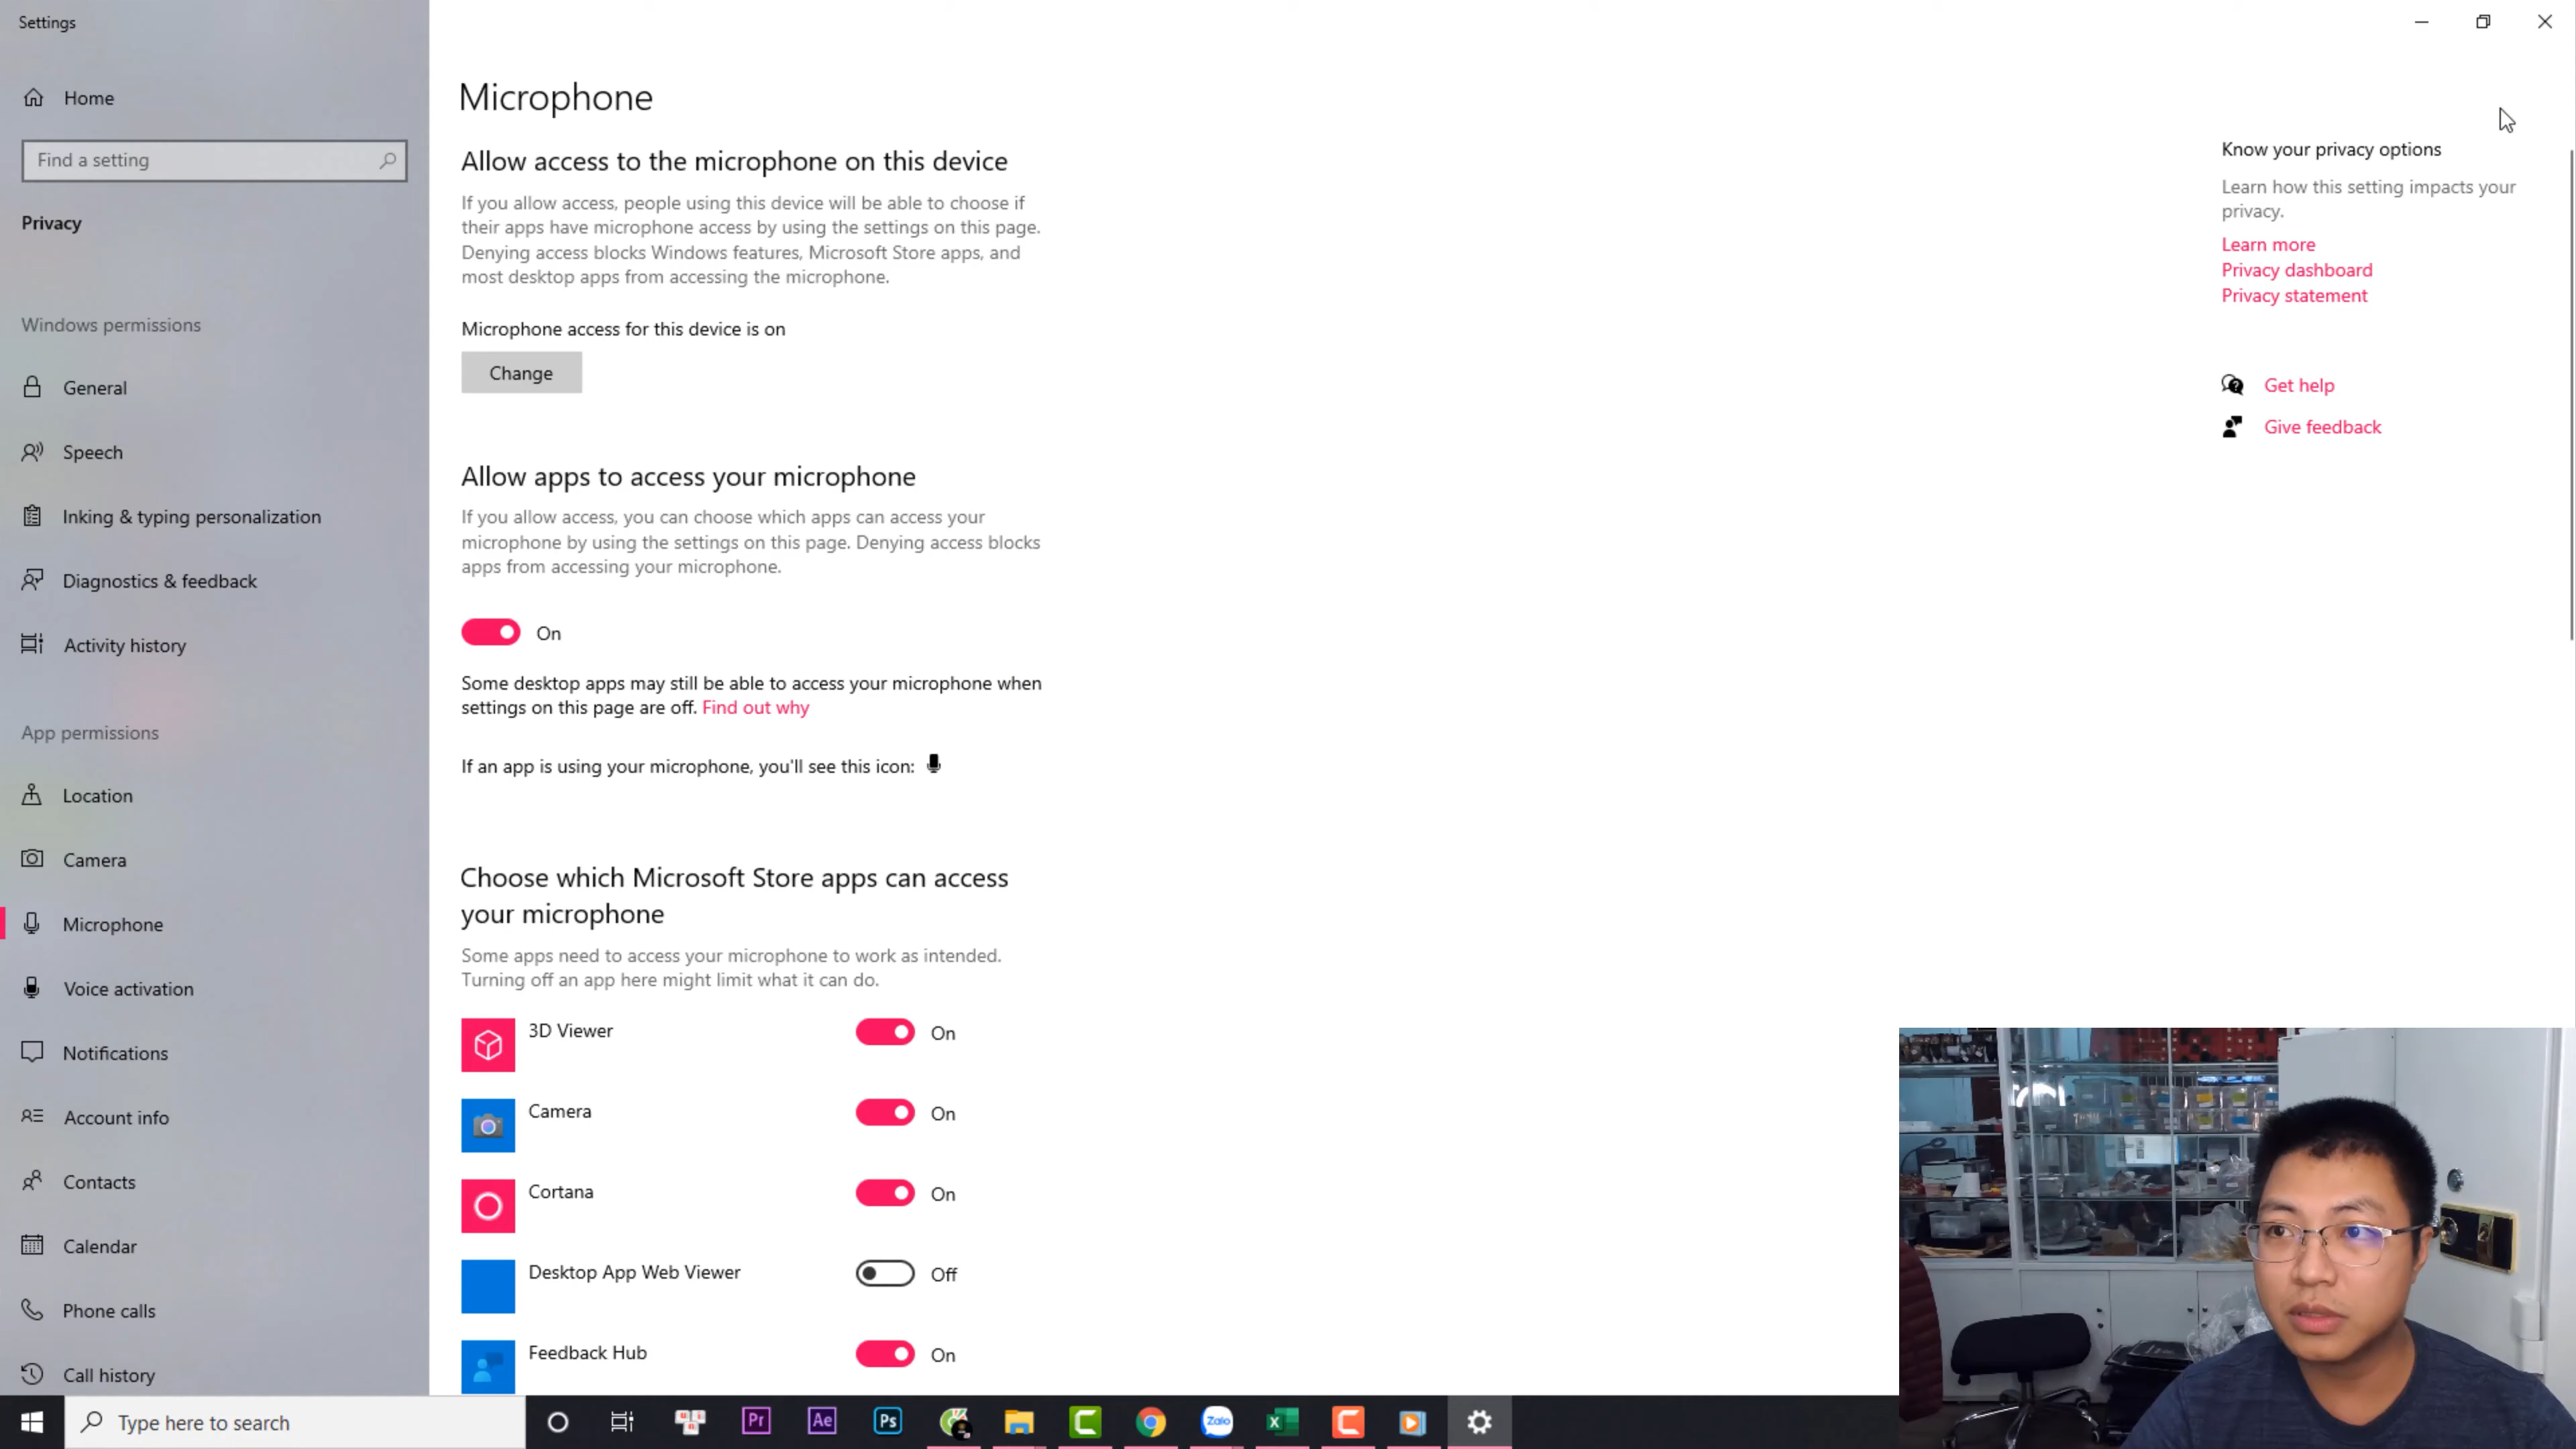 Settings
Home
Find a setting
Privacy
Windows permissions
General
Speech
Inking & typing personalization
Diagnostics & feedback
Activity history
App permissions
Location
Camera
Microphone
Voice activation
Notifications
Account info
Contacts
Calendar
Phone calls
Call history
Microphone
Allow access to the microphone on this device
If you allow access, people using this device will be able to choose if
their apps have microphone access by using the settings on this page.
Denying access blocks Windows features, Microsoft Store apps, and
most desktop apps from accessing the microphone.
Microphone access for this device is on
Change
Allow apps to access your microphone
If you allow access, you can choose which apps can access your
microphone by using the settings on this page. Denying access blocks
apps from accessing your microphone.
On
Some desktop apps may still be able to access your microphone when
settings on this page are off. Find out why
If an app is using your microphone, you'll see this icon:
Choose which Microsoft Store apps can access
your microphone
Some apps need to access your microphone to work as intended.
Turning off an app here might limit what it can do.
3D Viewer On
Camera On
Cortana On
Desktop App Web Viewer Off
Feedback Hub On
Know your privacy options
Learn how this setting impacts your
privacy.
Learn more
Privacy dashboard
Privacy statement
Get help
Give feedback
Type here to search
Pr
Ae
Ps
Zalo